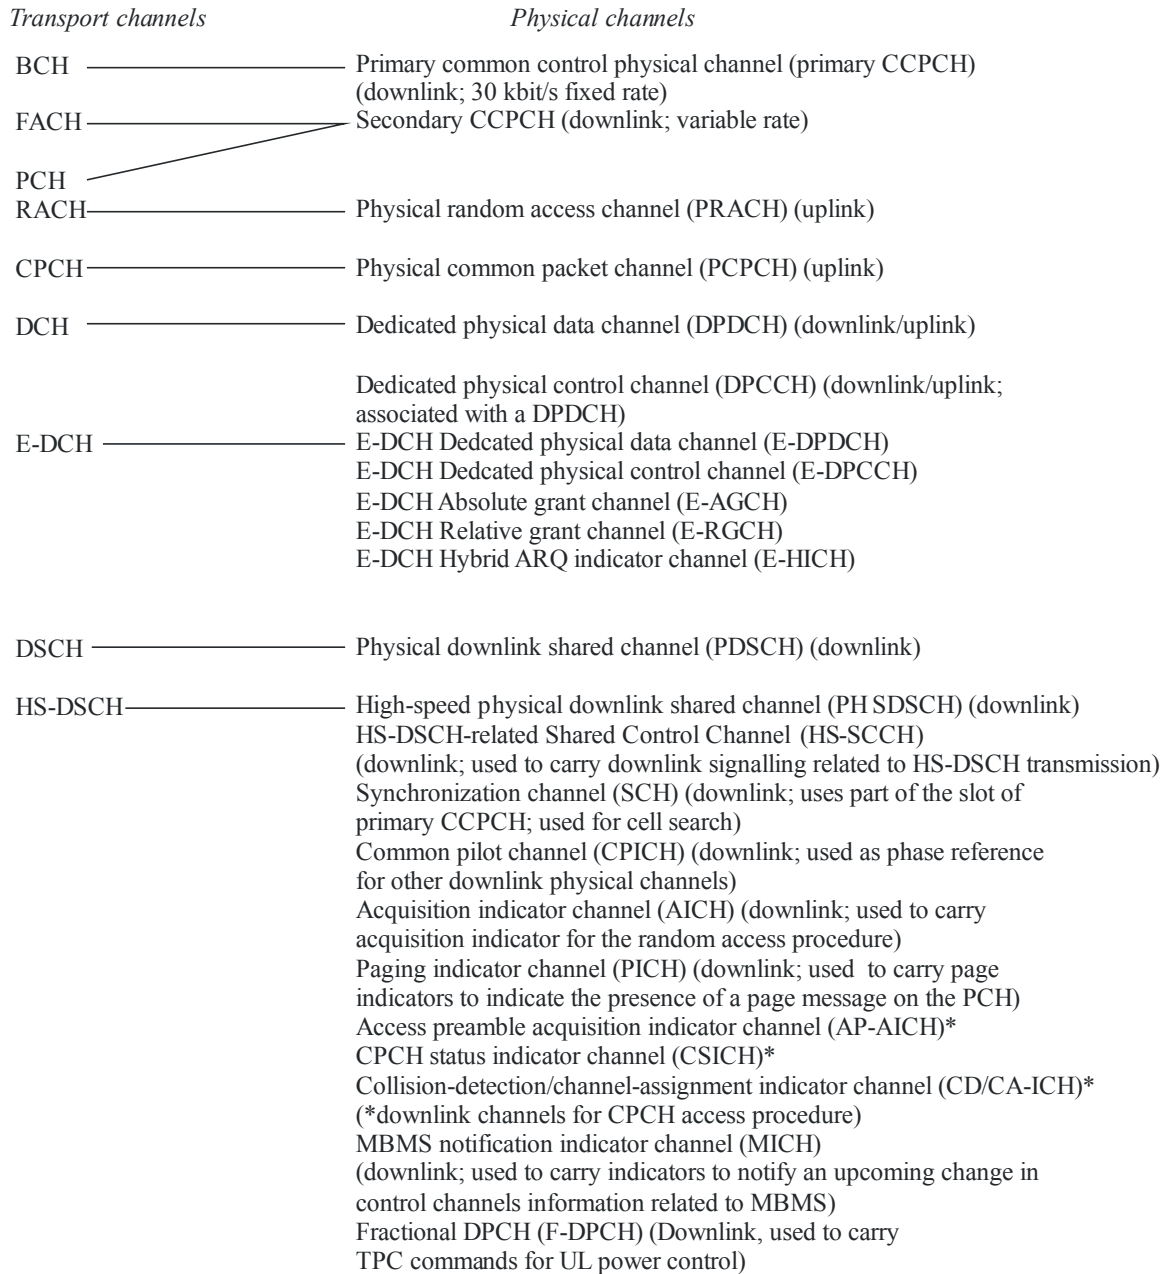 Transport channels Physical channels
BCH Primary common control physical channel (primary CCPCH)
(downlink; 30 kbit/s fixed rate)
FACH Secondary CCPCH (downlink; variable rate)
PCH
RACH Physical random access channel (PRACH) (uplink)
CPCH Physical common packet channel (PCPCH) (uplink)
DCH Dedicated physical data channel (DPDCH) (downlink/uplink)
Dedicated physical control channel (DPCCH) (downlink/uplink;
associated with a DPDCH)
E-DCH E-DCH Dedcated physical data channel (E-DPDCH)
E-DCH Dedcated physical control channel (E-DPCCH)
E-DCH Absolute grant channel (E-AGCH)
E-DCH Relative grant channel (E-RGCH)
E-DCH Hybrid ARQ indicator channel (E-HICH)
DSCH Physical downlink shared channel (PDSCH) (downlink)
HS-DSCH High-speed physical downlink shared channel (PH SDSCH) (downlink)
HS-DSCH-related Shared Control Channel (HS-SCCH)
(downlink; used to carry downlink signalling related to HS-DSCH transmission)
Synchronization channel (SCH) (downlink; uses part of the slot of
primary CCPCH; used for cell search)
Common pilot channel (CPICH) (downlink; used as phase reference
for other downlink physical channels)
Acquisition indicator channel (AICH) (downlink; used to carry
acquisition indicator for the random access procedure)
Paging indicator channel (PICH) (downlink; used to carry page
indicators to indicate the presence of a page message on the PCH)
Access preamble acquisition indicator channel (AP-AICH)*
CPCH status indicator channel (CSICH)*
Collision-detection/channel-assignment indicator channel (CD/CA-ICH)*
(*downlink channels for CPCH access procedure)
MBMS notification indicator channel (MICH)
(downlink; used to carry indicators to notify an upcoming change in
control channels information related to MBMS)
Fractional DPCH (F-DPCH) (Downlink, used to carry
TPC commands for UL power control)